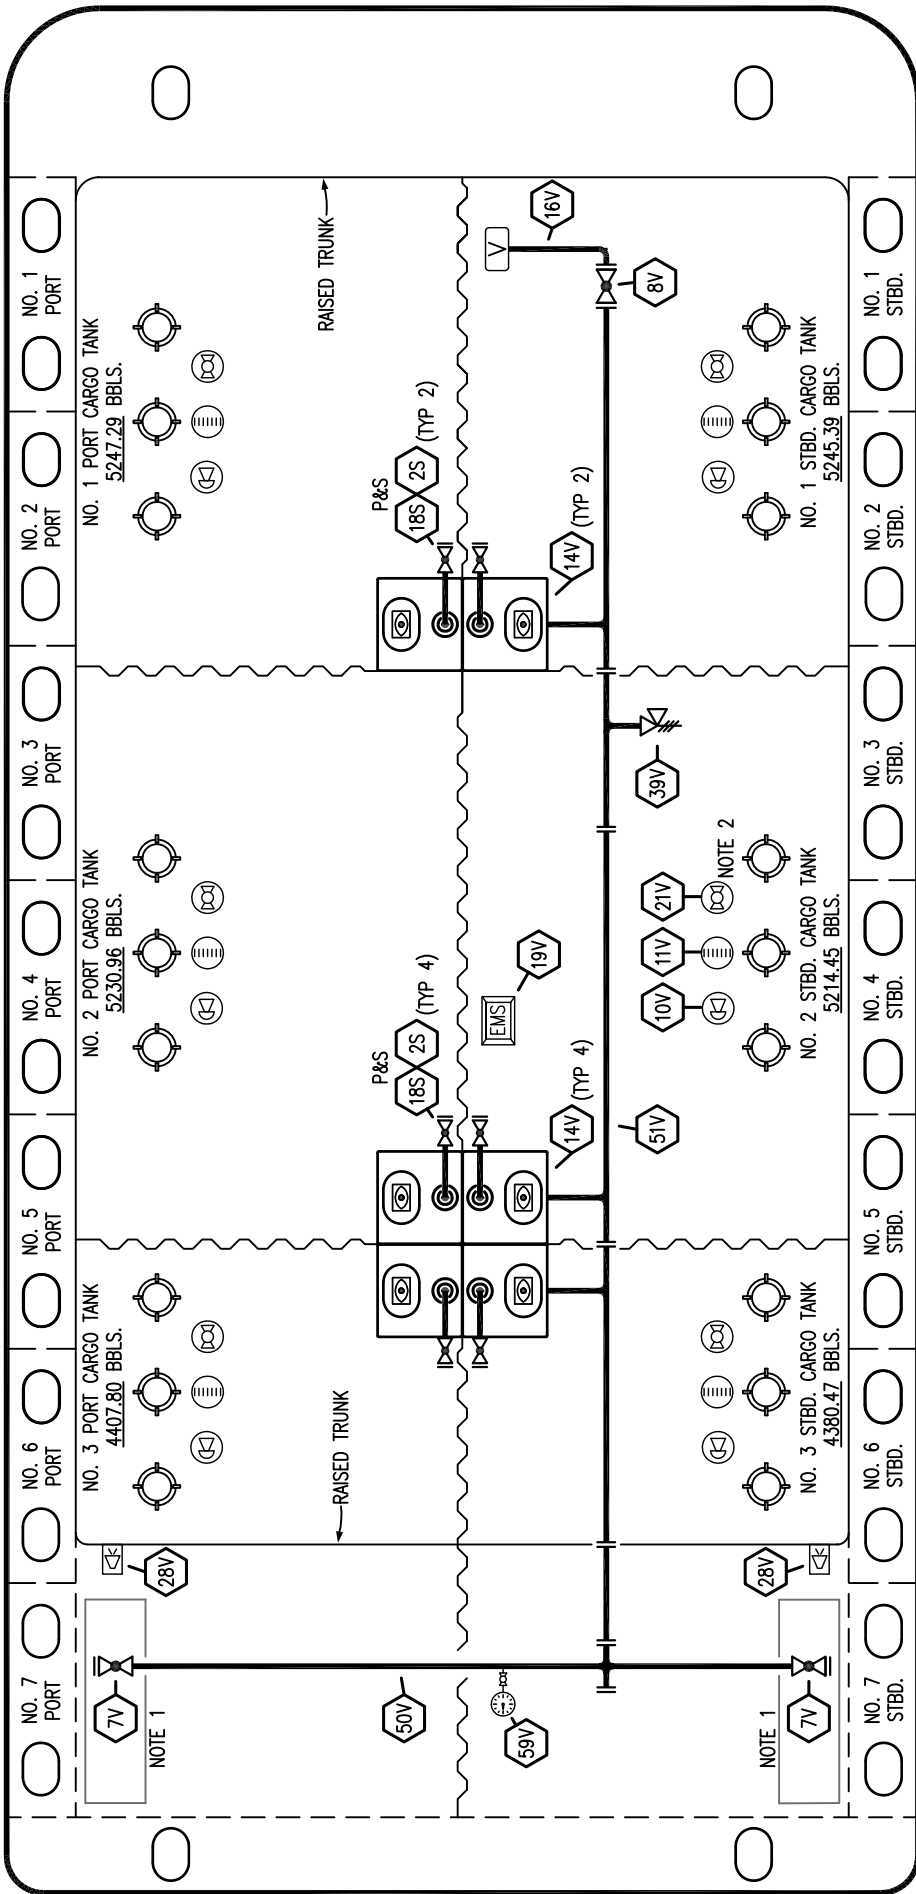 NO. 1
PORT
NO. 2
PORT
NO. 3
PORT
NO. 4
PORT
NO. 5
PORT
NO. 6
PORT
NO. 7
PORT
NO. 1 PORT CARGO TANK
5247.29 BBLS.
NO. 2 PORT CARGO TANK
5230.96 BBLS.
NO. 3 PORT CARGO TANK
4407.80 BBLS.
RAISED TRUNK
RAISED TRUNK
P&S
18S 2S (TYP 2)
P&S
18S 2S (TYP 4)
V
16V
8V
14V (TYP 2)
39V
EMS
19V
14V (TYP 4)
51V
10V
11V
21V
NOTE 2
28V
28V
7V
NOTE 1
50V
59V
NOTE 1
7V
NO. 1 STBD. CARGO TANK
5245.39 BBLS.
NO. 2 STBD. CARGO TANK
5214.45 BBLS.
NO. 3 STBD. CARGO TANK
4380.47 BBLS.
NO. 1
STBD.
NO. 2
STBD.
NO. 3
STBD.
NO. 4
STBD.
NO. 5
STBD.
NO. 6
STBD.
NO. 7
STBD.